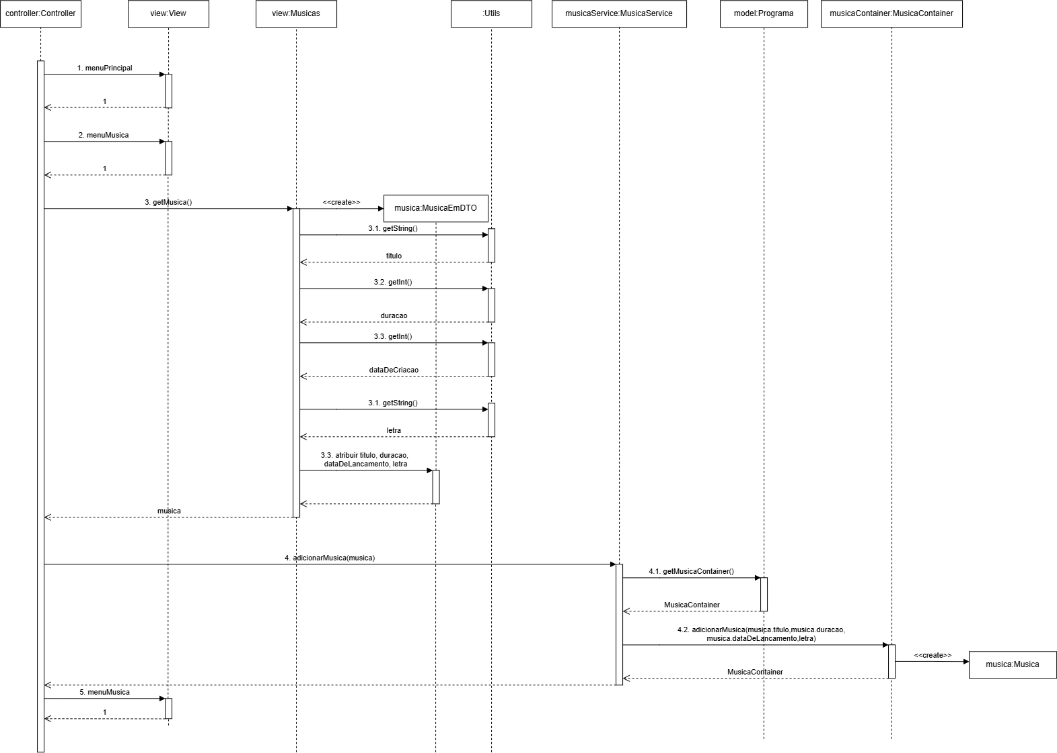 controller:Controller
view:View
view:Musicas
:Utils
musicaService:MusicaService
model:Programa
musicaContainer:MusicaContainer
1. menuPrincipal
1
2. menuMusica
1
3. getMusica()
<<create>>
musica:MusicaEmDTO
3.1. getString()
titulo
3.2. getInt()
duracao
3.3. getInt()
dataDeCriacao
3.1. getString()
letra
3.3. atribuir titulo, duracao,
dataDeLancamento, letra
musica
4. adicionarMusica(musica)
4.1. getMusicaContainer()
MusicaContainer
4.2. adicionarMusica(musica.titulo,musica.duracao,
musica.dataDeLancamento,letra)
<<create>>
musica:Musica
MusicaContainer
5. menuMusica
1